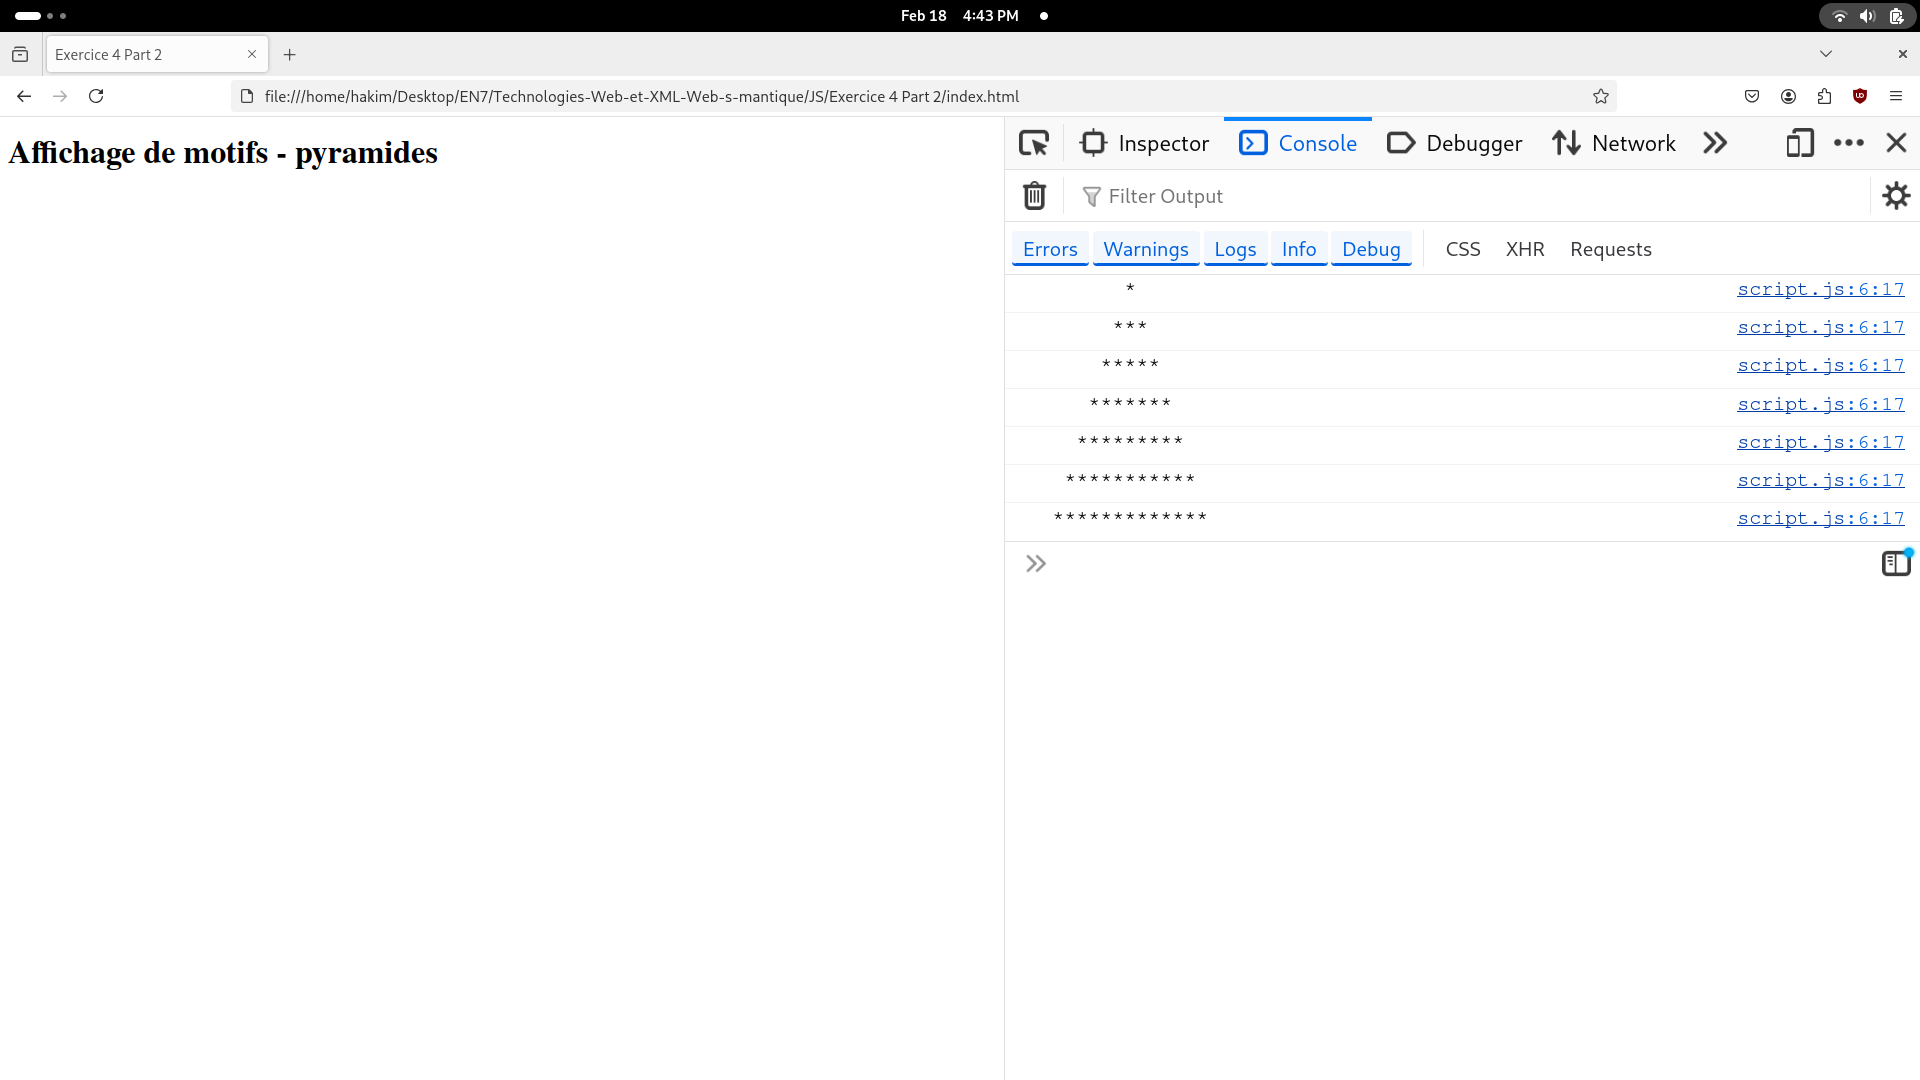 Feb 18 4:43 PM
Exercice 4 Part 2
file:///home/hakim/Desktop/EN7/Technologies-Web-et-XML-Web-s-mantique/JS/Exercice 4 Part 2/index.html
Affichage de motifs - pyramides
Inspector Console Debugger Network
Filter Output
Errors Warnings Logs Info Debug CSS XHR Requests
* script.js:6:17
*** script.js:6:17
***** script.js:6:17
******* script.js:6:17
********* script.js:6:17
*********** script.js:6:17
************* script.js:6:17